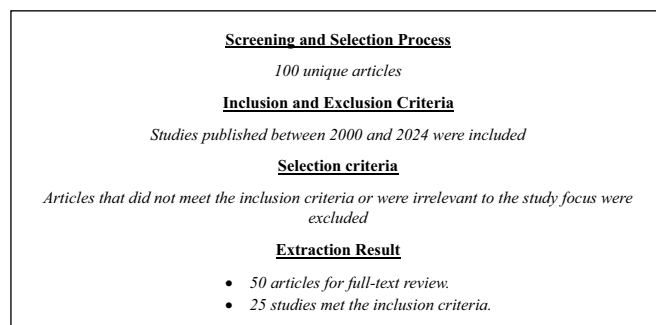 Screening and Selection Process
100 unique articles
Inclusion and Exclusion Criteria
Studies published between 2000 and 2024 were included
Selection criteria
Articles that did not meet the inclusion criteria or were irrelevant to the study focus were
excluded
Extraction Result
• 50 articles for full-text review.
• 25 studies met the inclusion criteria.